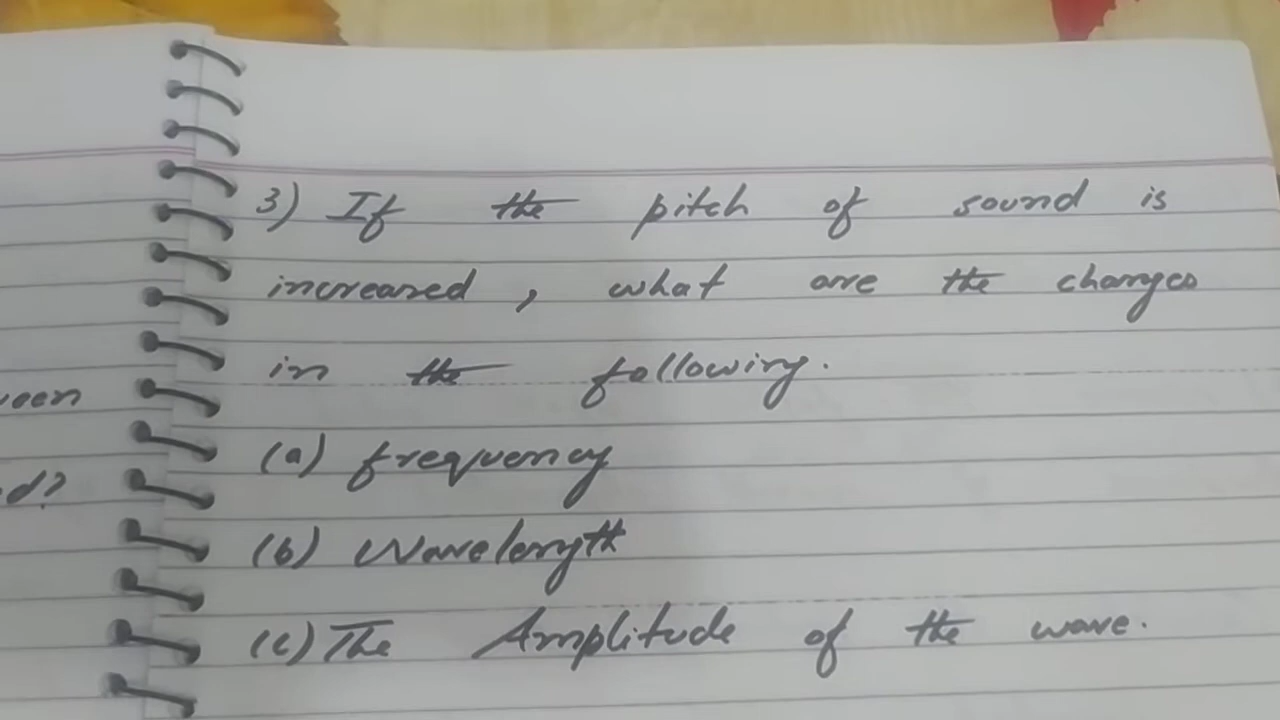 3) If the pitch of sound is
increased, what are the changes
in the following.
(a) frequency
(b) Wavelength
(c) The Amplitude of the wave.
d?